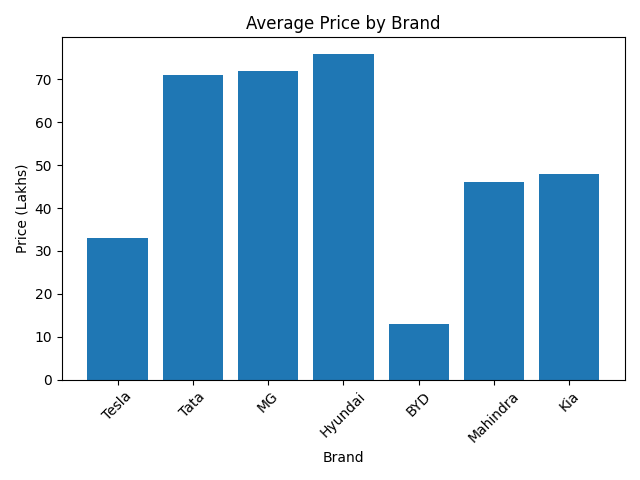 Average Price by Brand
Price (Lakhs)
70
60
50
40
30
20
10
0
Tesla
Tata
MG
Hyundai
BYD
Mahindra
Kia
Brand